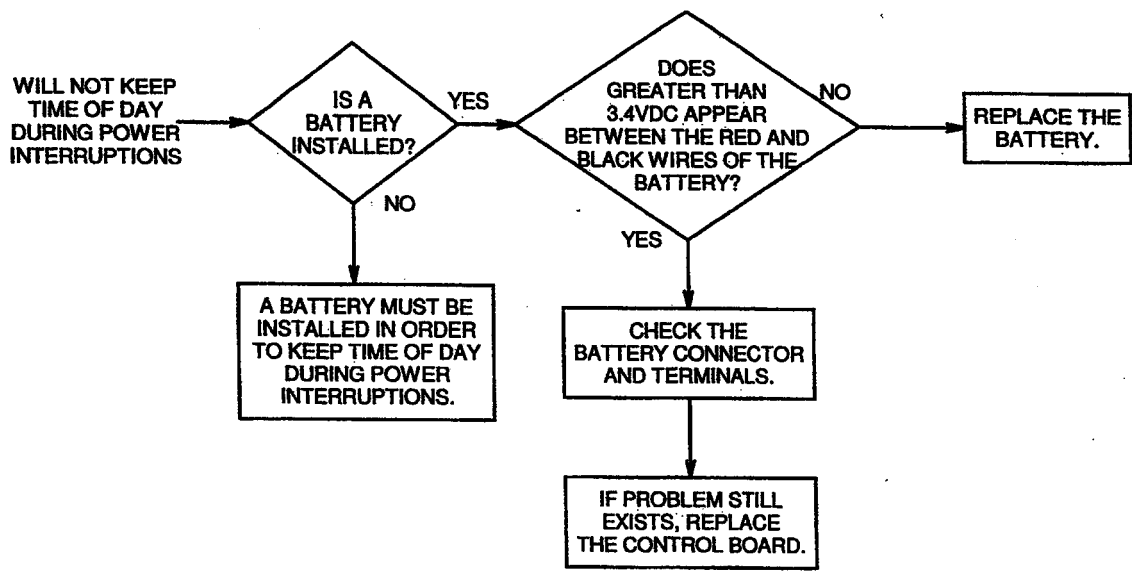 WILL NOT KEEP
TIME OF DAY
DURING POWER
INTERRUPTIONS
IS A
BATTERY
INSTALLED?
YES
NO
A BATTERY MUST BE
INSTALLED IN ORDER
TO KEEP TIME OF DAY
DURING POWER
INTERRUPTIONS.
DOES
GREATER THAN
3.4VDC APPEAR
BETWEEN THE RED AND
BLACK WIRES OF THE
BATTERY?
NO
REPLACE THE
BATTERY.
YES
CHECK THE
BATTERY CONNECTOR
AND TERMINALS.
IF PROBLEM STILL
EXISTS, REPLACE
THE CONTROL BOARD.